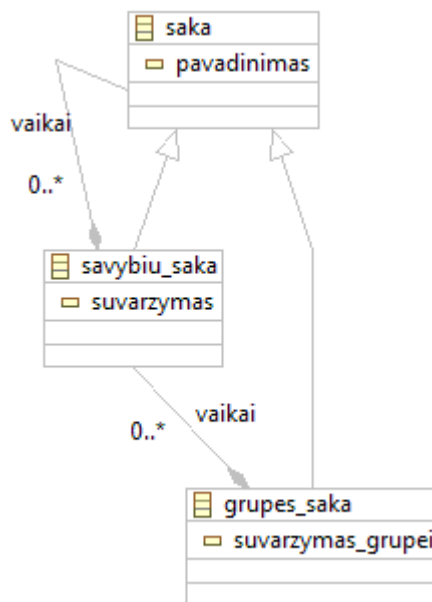 saka
pavadinimas
vaikai
0..*
savybiu_saka
suvarzymas
vaikai
0..*
grupes_saka
suvarzymas_grupei